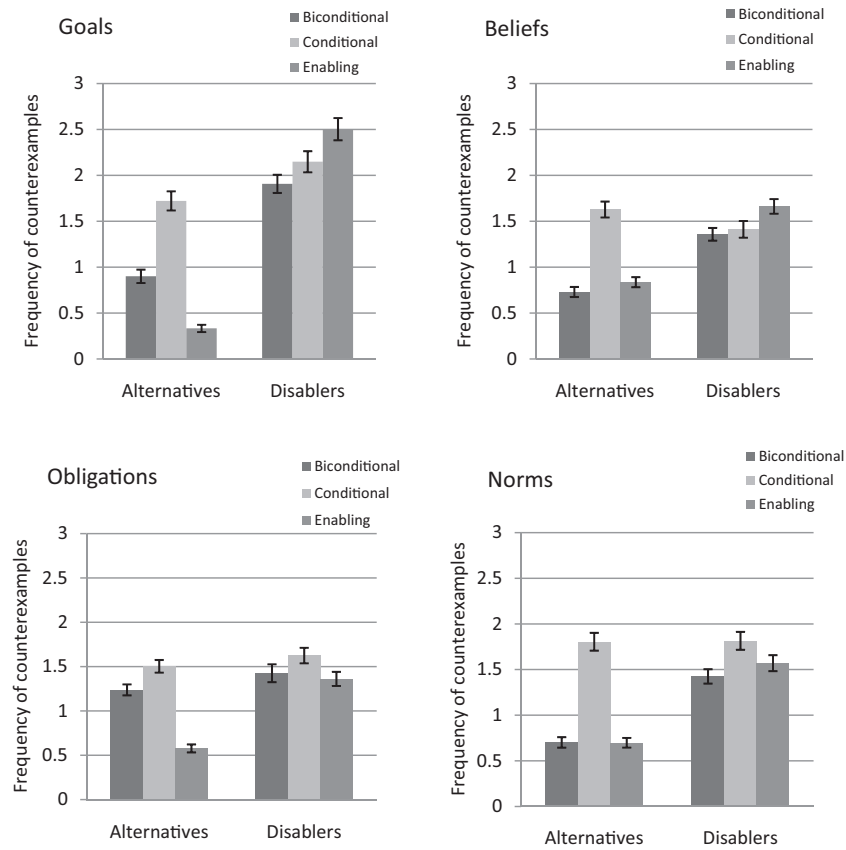 Goals
Biconditional
Conditional
Enabling
Frequency of counterexamples
3
2.5
2
1.5
1
0.5
0
Alternatives Disablers
Beliefs
Biconditional
Conditional
Enabling
Frequency of counterexamples
3
2.5
2
1.5
1
0.5
0
Alternatives Disablers
Obligations
Biconditional
Conditional
Enabling
Frequency of counterexamples
3
2.5
2
1.5
1
0.5
0
Alternatives Disablers
Norms
Biconditional
Conditional
Enabling
Frequency of counterexamples
3
2.5
2
1.5
1
0.5
0
Alternatives Disablers